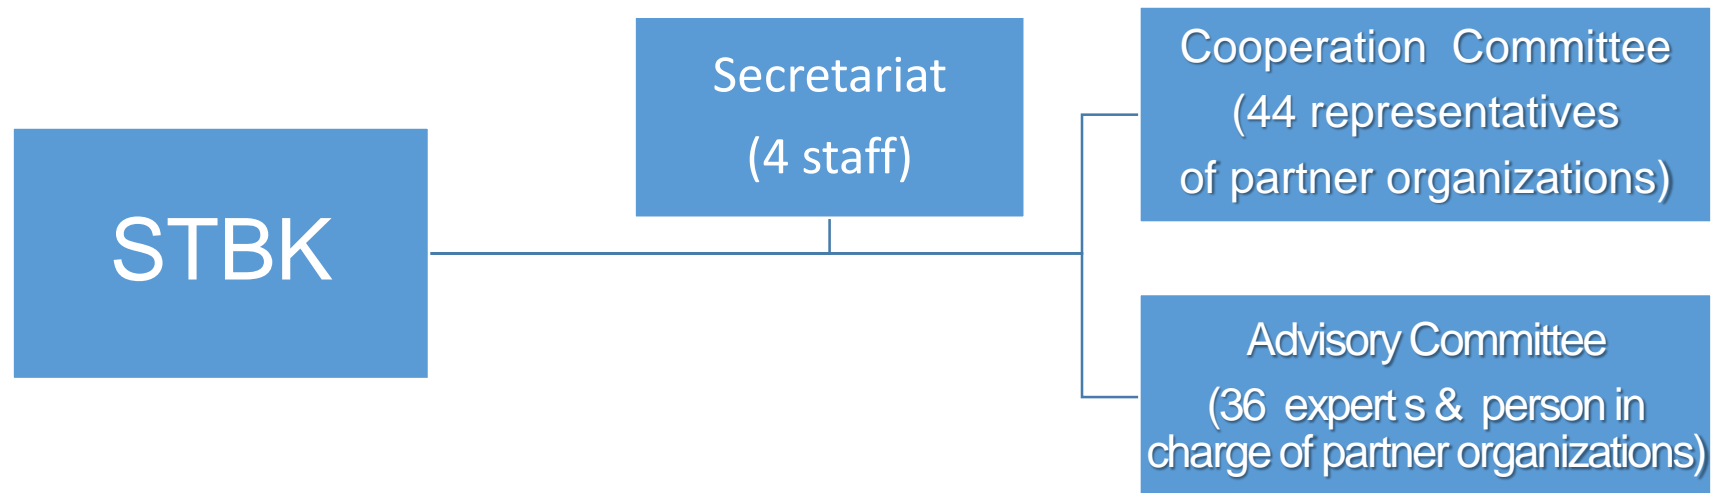 STBK
Secretariat
(4 staff)
Cooperation Committee
(44 representatives
of partner organizations)
Advisory Committee
(36 expert s & person in
charge of partner organizations)